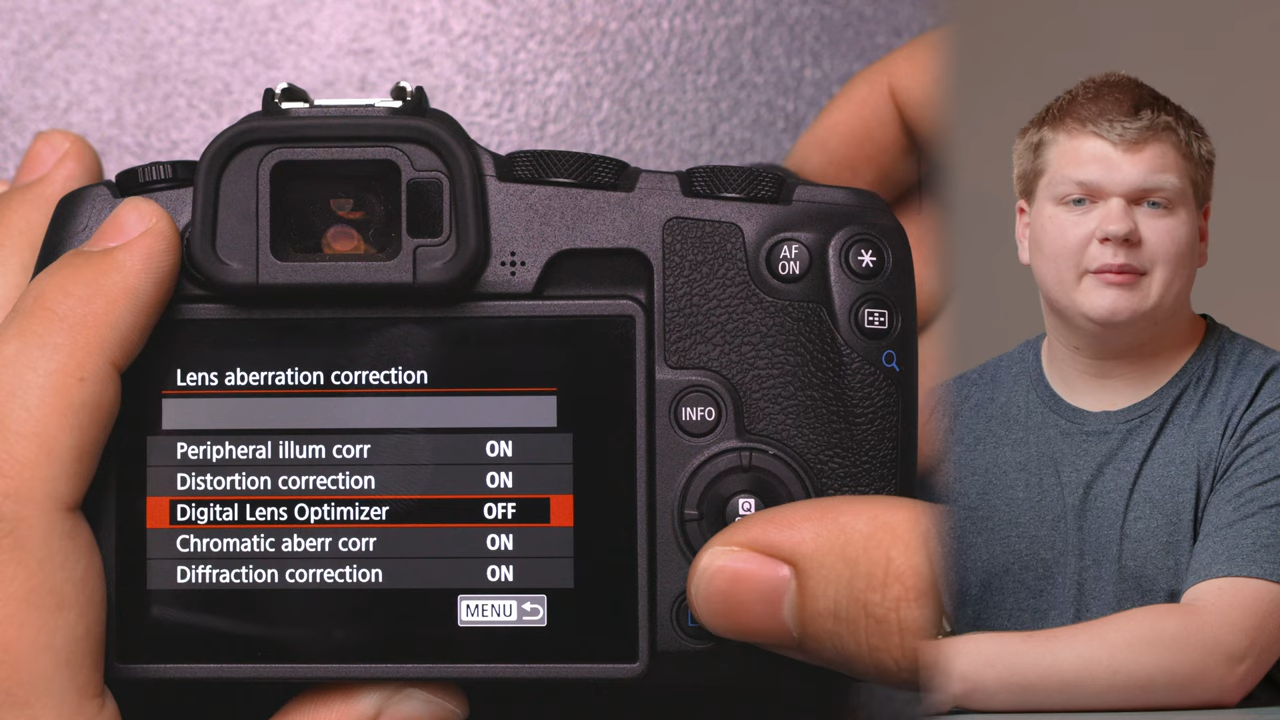 AF
ON
Lens aberration correction
INFO
Peripheral illum corr ON
Distortion correction ON
Digital Lens Optimizer OFF
Q
Chromatic aberr corr ON
Diffraction correction ON
MENU